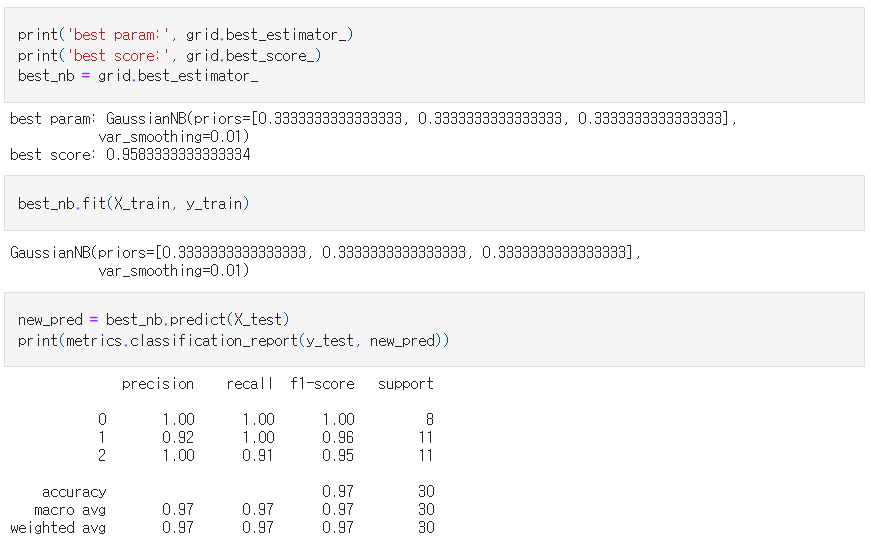 print('best param:', grid.best_estimator_)
print('best score:', grid.best_score_)
best_nb = grid.best_estimator_
best param: GaussianNB(priors=[0.3333333333333333, 0.3333333333333333, 0.3333333333333333],
var_smoothing=0.01)
best score: 0.9583333333333334
best_nb.fit(X_train, y_train)
GaussianNB(priors=[0.3333333333333333, 0.3333333333333333, 0.3333333333333333],
var_smoothing=0.01)
new_pred = best_nb.predict(X_test)
print(metrics.classification_report(y_test, new_pred))
precision recall f1-score support
0 1.00 1.00 1.00 8
1 0.92 1.00 0.96 11
2 1.00 0.91 0.95 11
accuracy 0.97 30
macro avg 0.97 0.97 0.97 30
weighted avg 0.97 0.97 0.97 30